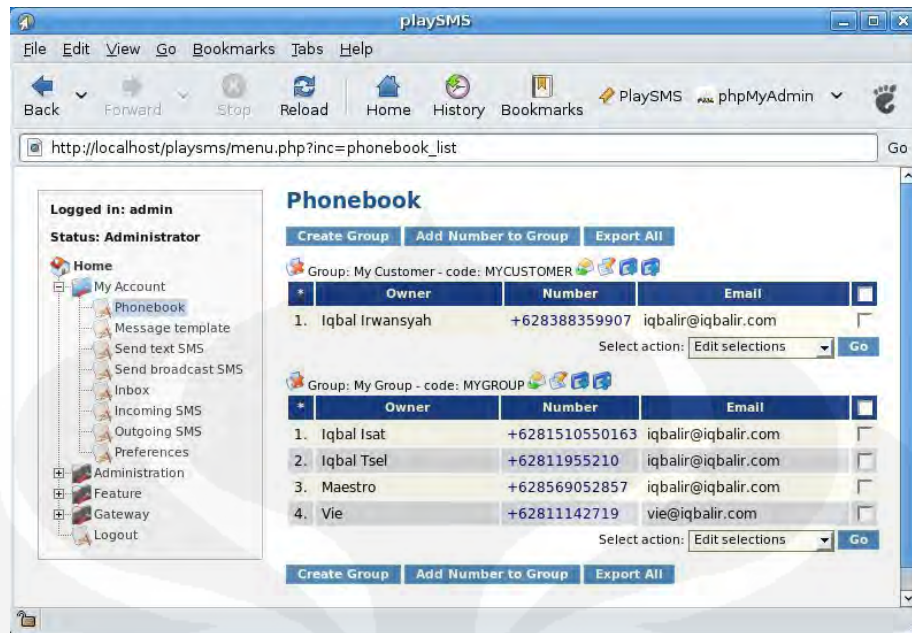 playSMS
File Edit View Go Bookmarks Tabs Help
Back Forward Stop Reload Home History Bookmarks PlaySMS phpMyAdmin
http://localhost/playsms/menu.php?inc=phonebook_list Go
Logged in: admin
Status: Administrator
Home
My Account
Phonebook
Message template
Send text SMS
Send broadcast SMS
Inbox
Incoming SMS
Outgoing SMS
Preferences
Administration
Feature
Gateway
Logout
Phonebook
Create Group Add Number to Group Export All
Group: My Customer - code: MYCUSTOMER
* Owner Number Email
1. Iqbal Irwansyah +628388359907 iqbalir@iqbalir.com
Select action: Edit selections Go
Group: My Group - code: MYGROUP
* Owner Number Email
1. Iqbal Isat +6281510550163 iqbalir@iqbalir.com
2. Iqbal Tsel +62811955210 iqbalir@iqbalir.com
3. Maestro +628569052857 iqbalir@iqbalir.com
4. Vie +62811142719 vie@iqbalir.com
Select action: Edit selections Go
Create Group Add Number to Group Export All